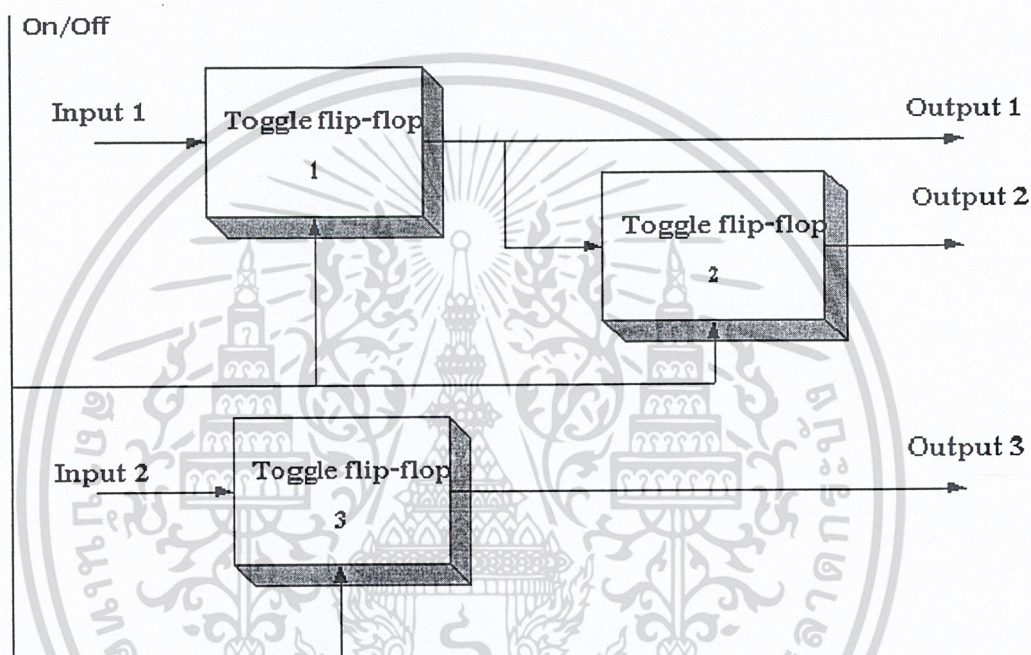 On/Off
Input 1
Toggle flip-flop
1
Output 1
Output 2
Toggle flip-flop
2
Input 2
Toggle flip-flop
3
Output 3